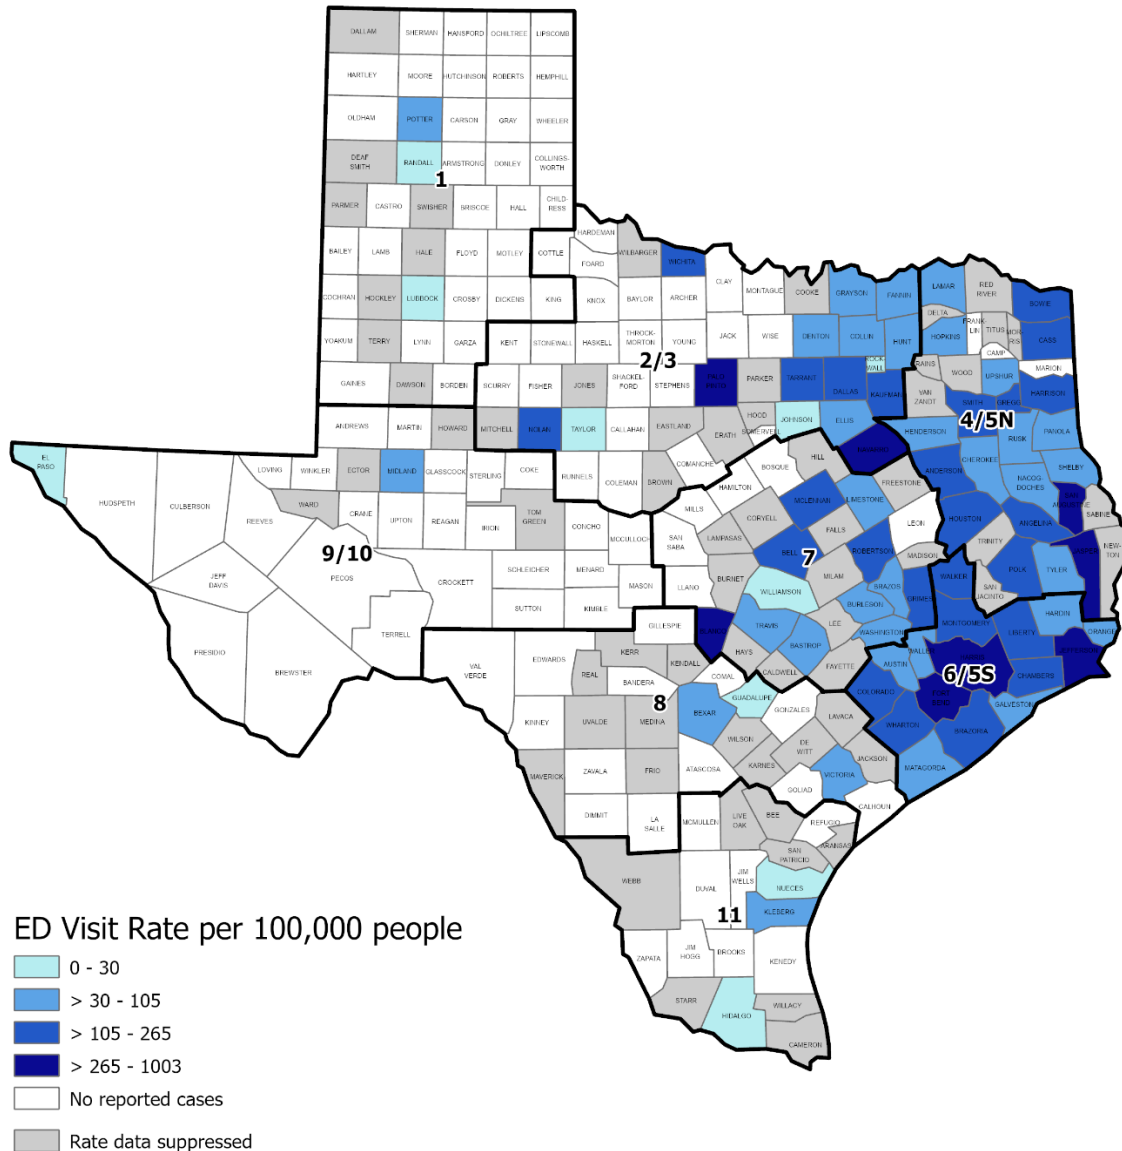 DALLAM
SHERMAN
HANSFORD
OCHILTREE
LIPSCOMB
HARTLEY
MOORE
HUTCHINSON
ROBERTS
HEMPHILL
OLDHAM
POTTER
CARSON
GRAY
WHEELER
DEAF
SMITH
RANDALL
ARMSTRONG
DONLEY
COLLINGS-
WORTH
1
PARMER
CASTRO
SWISHER
BRISCOE
HALL
CHILD-
RESS
BAILEY
LAMB
HALE
FLOYD
MOTLEY
COTTLE
HARDEMAN
FOARD
WILBARGER
WICHITA
COCHRAN
HOCKLEY
LUBBOCK
CROSBY
DICKENS
KING
KNOX
BAYLOR
ARCHER
CLAY
MONTAGUE
COOKE
GRAYSON
FANNIN
LAMAR
RED
RIVER
BOWIE
YOAKUM
TERRY
LYNN
GARZA
KENT
STONEWALL
HASKELL
THROCK-
MORTON
YOUNG
JACK
WISE
DENTON
COLLIN
HUNT
DELTA
HOPKINS
FRANK-
LIN
TITUS
MOR-
RIS
CASS
2/3
ROCK
WALL
CAMP
MARION
GAINES
DAWSON
BORDEN
SCURRY
FISHER
JONES
SHACKEL-
FORD
STEPHENS
PALO
PINTO
PARKER
TARRANT
DALLAS
KAUFMAN
RAINS
WOOD
UPSHUR
VAN
ZANDT
SMITH
GREGG
HARRISON
4/5N
ANDREWS
MARTIN
HOWARD
MITCHELL
NOLAN
TAYLOR
CALLAHAN
EASTLAND
ERATH
HOOD
SOMERVELL
JOHNSON
ELLIS
NAVARRO
HENDERSON
CHEROKEE
RUSK
PANOLA
EL
PASO
HUDSPETH
CULBERSON
LOVING
WINKLER
ECTOR
MIDLAND
GLASSCOCK
STERLING
COKE
RUNNELS
COLEMAN
BROWN
COMANCHE
HAMILTON
BOSQUE
HILL
FREESTONE
ANDERSON
NACOG
DOCHES
SHELBY
REEVES
WARD
CRANE
UPTON
REAGAN
IRION
TOM
GREEN
CONCHO
MCCULLOCH
SAN
SABA
MILLS
LAMPASAS
CORYELL
MCLENNAN
LIMESTONE
FALLS
LEON
HOUSTON
ANGELINA
SAN
AUGUSTINE
SABINE
9/10
JEFF
DAVIS
PECOS
CROCKETT
SCHLEICHER
MENARD
MASON
LLANO
BURNET
BELL
7
MILAM
ROBERTSON
MADISON
TRINITY
POLK
TYLER
JASPER
NEW-
TON
PRESIDIO
BREWSTER
TERRELL
SUTTON
KIMBLE
GILLESPIE
BLANCO
WILLIAMSON
TRAVIS
BURLESON
BRAZOS
GRIMES
WALKER
SAN
JACINTO
HARDIN
VAL
VERDE
EDWARDS
REAL
KERR
KENDALL
BANDERA
COMAL
HAYS
CALDWELL
BASTROP
LEE
FAYETTE
WASHINGTON
AUSTIN
WALLER
MONTGOMERY
LIBERTY
ORANGE
JEFFERSON
6/5S
CHAMBERS
8
KINNEY
UVALDE
MEDINA
BEXAR
GUADALUPE
GONZALES
LAVACA
COLORADO
FORT
BEND
GALVESTON
WHARTON
BRAZORIA
MATAGORDA
MAVERICK
ZAVALA
FRIO
ATASCOSA
WILSON
KARNES
DE
WITT
JACKSON
VICTORIA
GOLIAD
CALHOUN
DIMMIT
LA
SALLE
MCMULLEN
LIVE
OAK
BEE
REFUGIO
ARANSAS
SAN
PATRICIO
WEBB
DUVAL
JIM
WELLS
NUECES
11
KLEBERG
ZAPATA
JIM
HOGG
BROOKS
KENEDY
STARR
HIDALGO
WILLACY
CAMERON
ED Visit Rate per 100,000 people
0 - 30
> 30 - 105
> 105 - 265
> 265 - 1003
No reported cases
Rate data suppressed